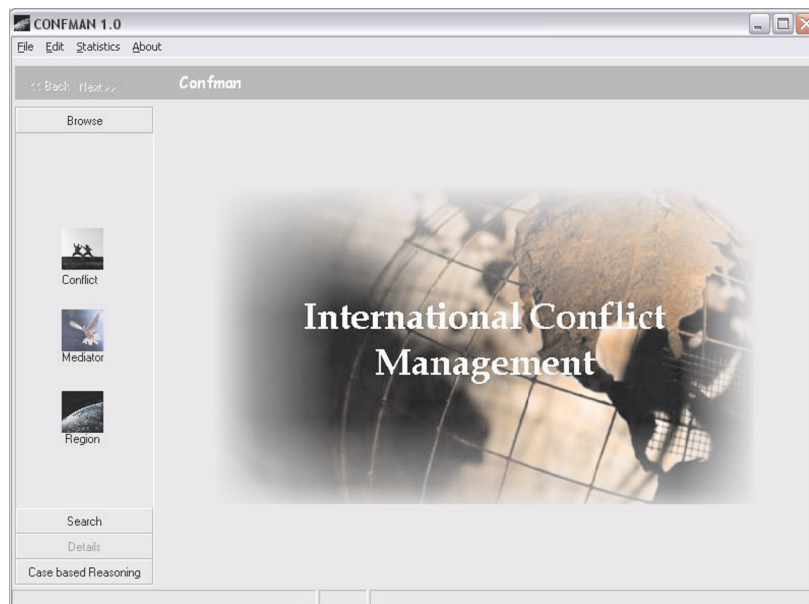 CONFMAN 1.0
File Edit Statistics About
<< Back Next >> Confman
Browse
Conflict
Mediator
Region
International Conflict
Management
Search
Details
Case based Reasoning